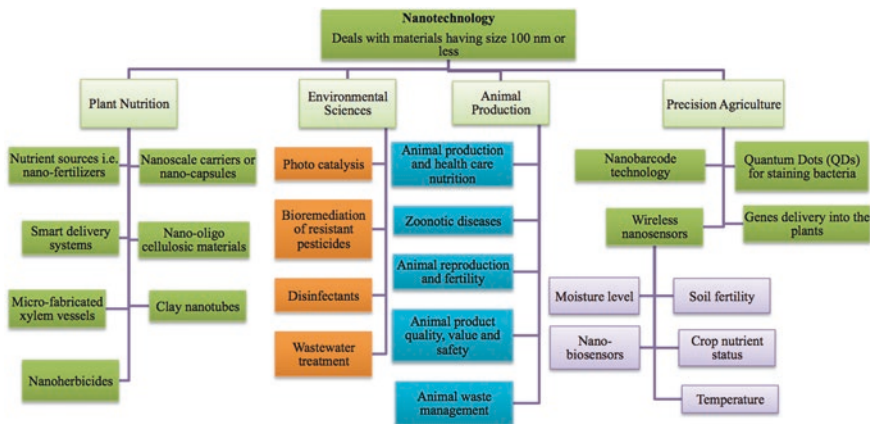 Nanotechnology
Deals with materials having size 100 nm or
less
Plant Nutrition
Environmental
Sciences
Animal
Production
Precision Agriculture
Nutrient sources i.e.
nano-fertilizers
Nanoscale carriers or
nano-capsules
Smart delivery
systems
Nano-oligo
cellulosic materials
Micro-fabricated
xylem vessels
Clay nanotubes
Nanoherbicides
Photo catalysis
Bioremediation
of resistant
pesticides
Disinfectants
Wastewater
treatment
Animal production
and health care
nutrition
Zoonotic diseases
Animal reproduction
and fertility
Animal product
quality, value and
safety
Animal waste
management
Nanobarcode
technology
Quantum Dots (QDs)
for staining bacteria
Wireless
nanosensors
Genes delivery into the
plants
Moisture level
Soil fertility
Nano-
biosensors
Crop nutrient
status
Temperature